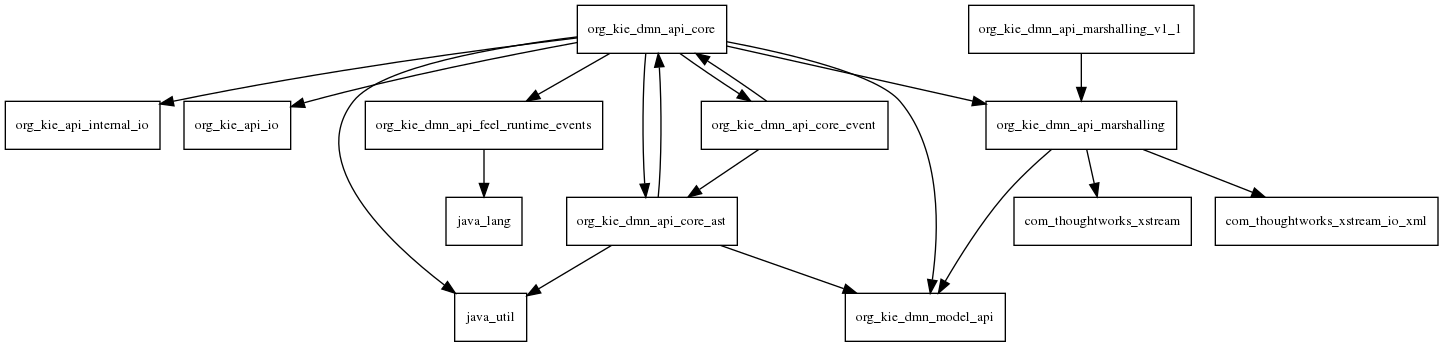 org_kie_dmn_api_core
org_kie_dmn_api_marshalling_v1_1
org_kie_api_internal_io
org_kie_api_io
org_kie_dmn_api_feel_runtime_events
org_kie_dmn_api_core_event
org_kie_dmn_api_marshalling
java_lang
org_kie_dmn_api_core_ast
com_thoughtworks_xstream
com_thoughtworks_xstream_io_xml
java_util
org_kie_dmn_model_api